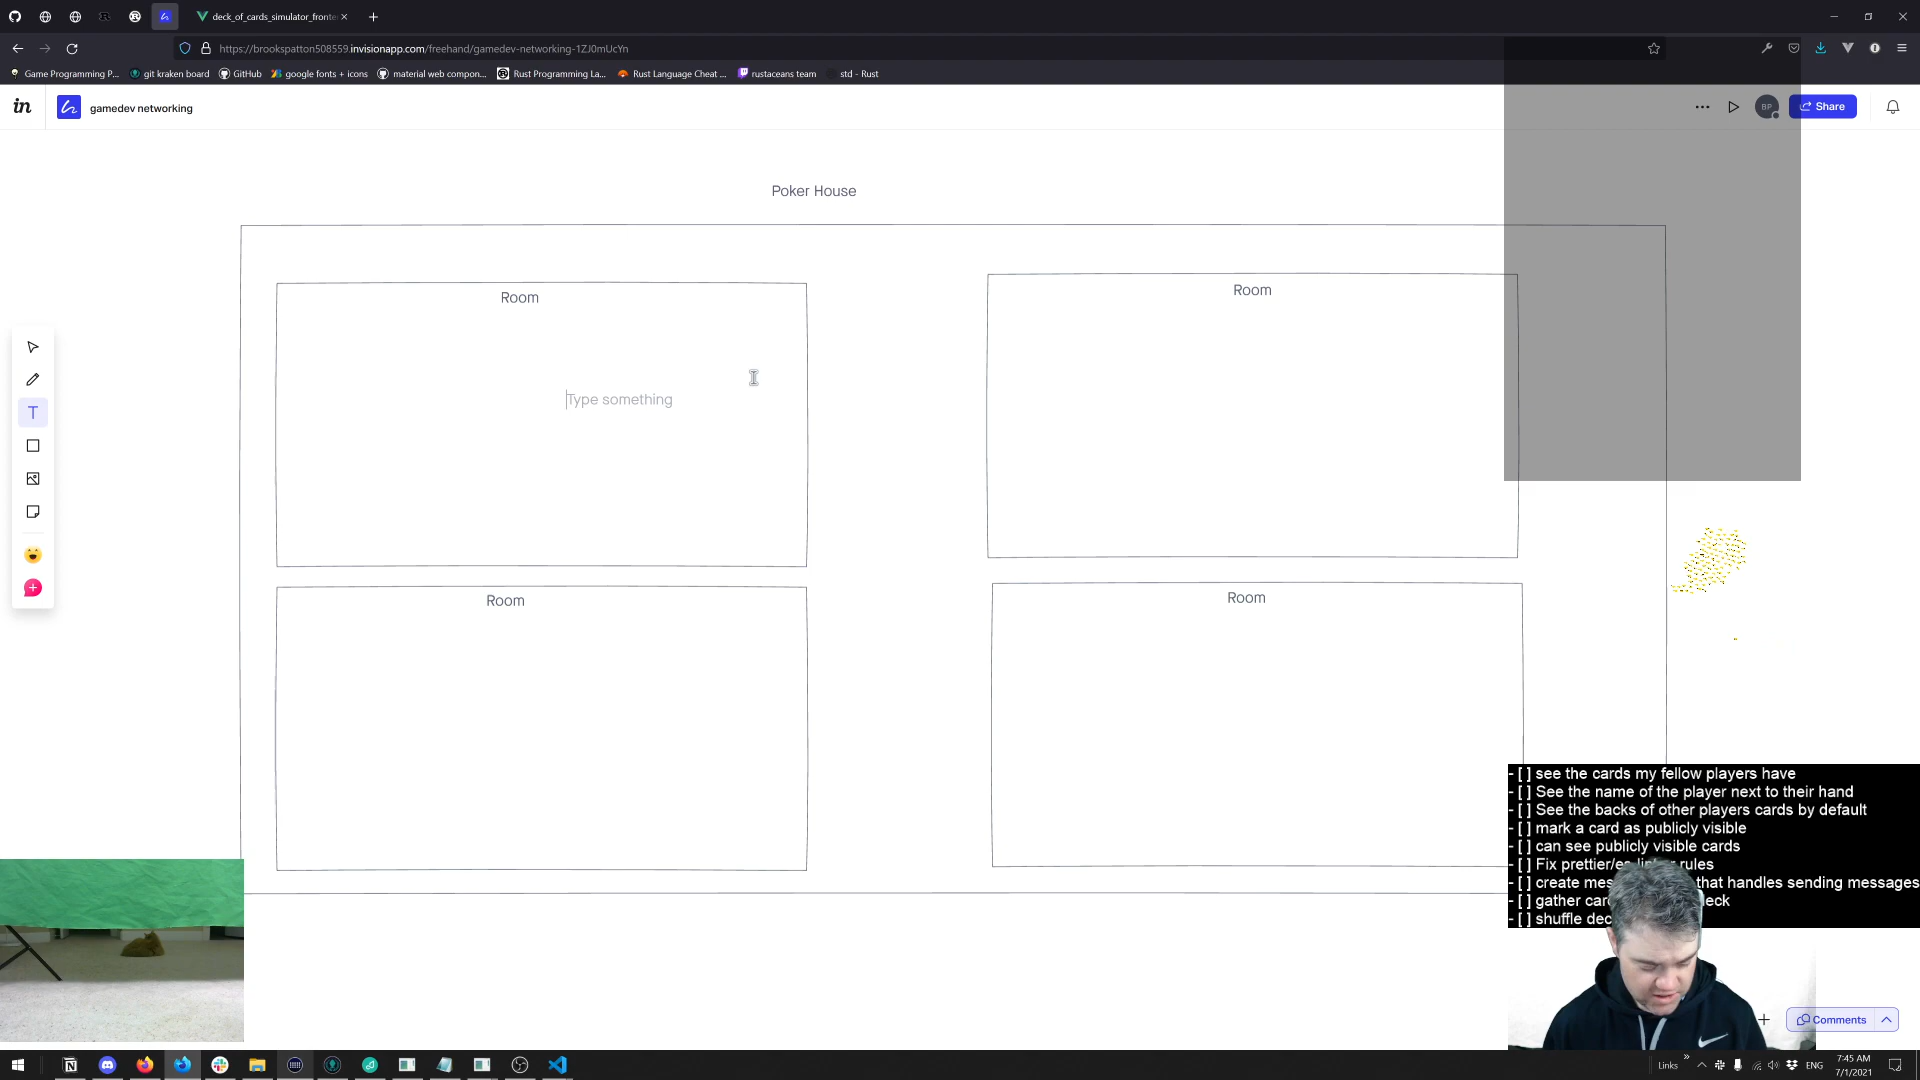 deck_of_cards_simulator_fronte
https://brookspatton508559.invisionapp.com/freehand/gamedev-networking-1ZJ0mUcYn
Game Programming P...
git kraken board
GitHub
google fonts + icons
material web compon...
Rust Programming La...
Rust Language Cheat ...
rustaceans team
std - Rust
in
gamedev networking
BP
Share
Poker House
Room
Room
Type something
T
Room
Room
- [ ] see the cards my fellow players have
- [ ] See the name of the player next to their hand
- [ ] See the backs of other players cards by default
- [ ] mark a card as publicly visible
- [ ] can see publicly visible cards
- [ ] Fix prettier/es rules
- [ ] create that handles sending messages
- [ ] gather
- [ ] shuffle
Comments
Links
ENG
7:45 AM
7/1/2021